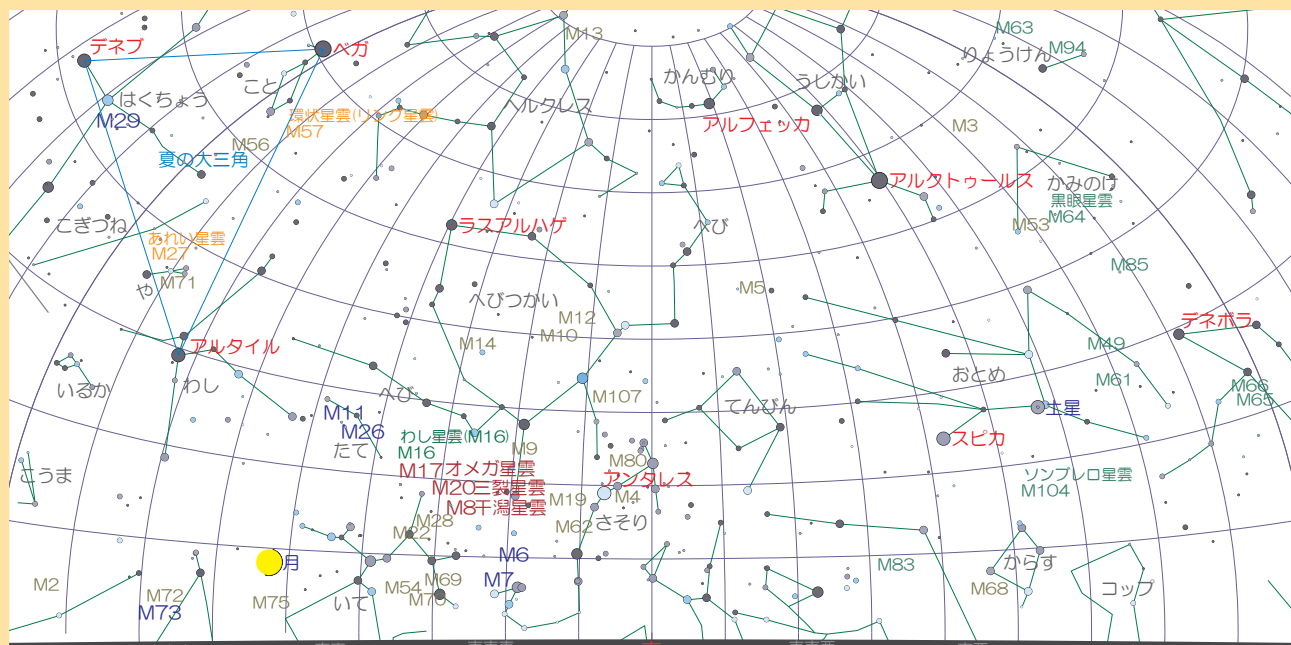 デネブ
ベガ
M13
M63
M94
りょうけん
はくちょう
こと
ヘルクレス
かんむり
うしかい
M29
環状星雲(リング星雲)
M57
アルフェッカ
M3
M56
夏の大三角
アルクトゥールス
かみのけ
黒眼星雲
M64
M53
こぎつね
あれい星雲
M27
ラスアルハゲ
へび
M85
や
M71
へびつかい
M5
M12
M10
M14
デネボラ
アルタイル
M49
いるか
わし
へび
M107
てんびん
おとめ
M61
M66
M65
M11
M26
たて
わし星雲(M16)
M16
M9
土星
スピカ
こうま
M17オメガ星雲
M20三裂星雲
M8干潟星雲
M80
アンタレス
M19
M4
さそり
ソンブレロ星雲
M104
M28
M22
M62
月
M6
M83
からす
M2
M72
M73
M75
いて
M54
M69
M70
M7
M68
コップ